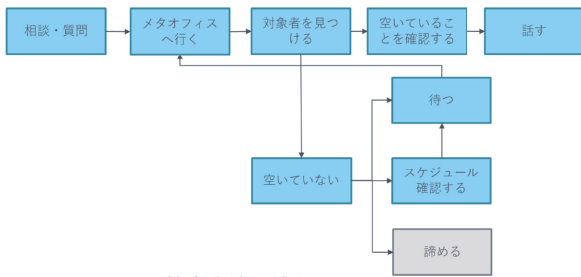 相談・質問
メタオフィス
へ行く
対象者を見つ
ける
空いているこ
とを確認する
話す
待つ
空いていない
スケジュール
確認する
諦める